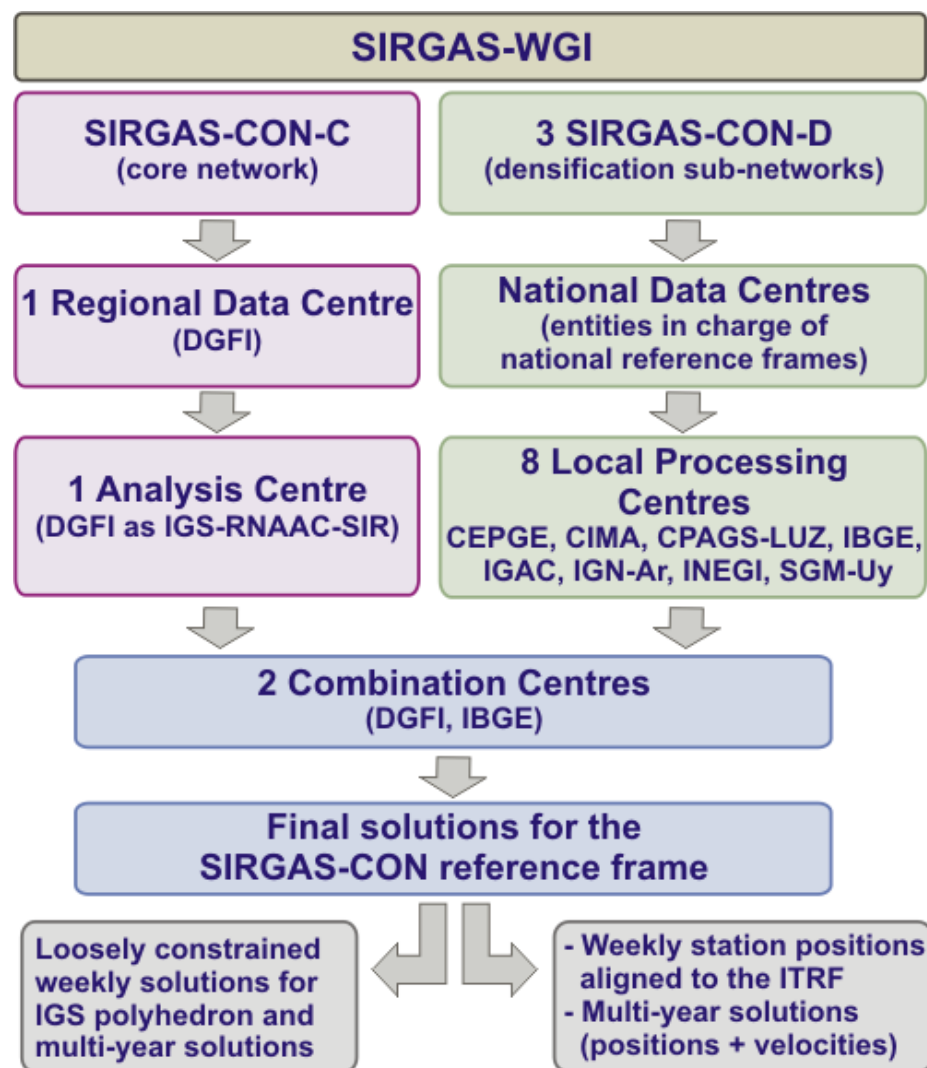 SIRGAS-WGI
SIRGAS-CON-C
(core network)
3 SIRGAS-CON-D
(densification sub-networks)
1 Regional Data Centre
(DGFI)
National Data Centres
(entities in charge of
national reference frames)
1 Analysis Centre
(DGFI as IGS-RNAAC-SIR)
8 Local Processing
Centres
CEPGE, CIMA, CPAGS-LUZ, IBGE,
IGAC, IGN-Ar, INEGI, SGM-Uy
2 Combination Centres
(DGFI, IBGE)
Final solutions for the
SIRGAS-CON reference frame
Loosely constrained
weekly solutions for
IGS polyhedron and
multi-year solutions
- Weekly station positions
aligned to the ITRF
- Multi-year solutions
(positions + velocities)